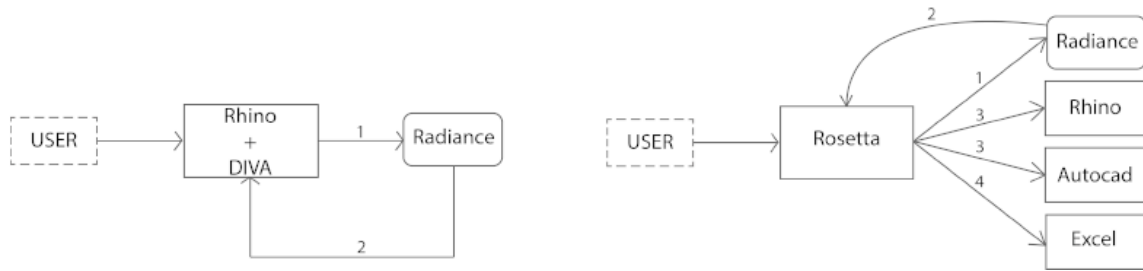 USER
Rhino
+
DIVA
1
Radiance
2
USER
Rosetta
2
1
3
3
4
Radiance
Rhino
Autocad
Excel